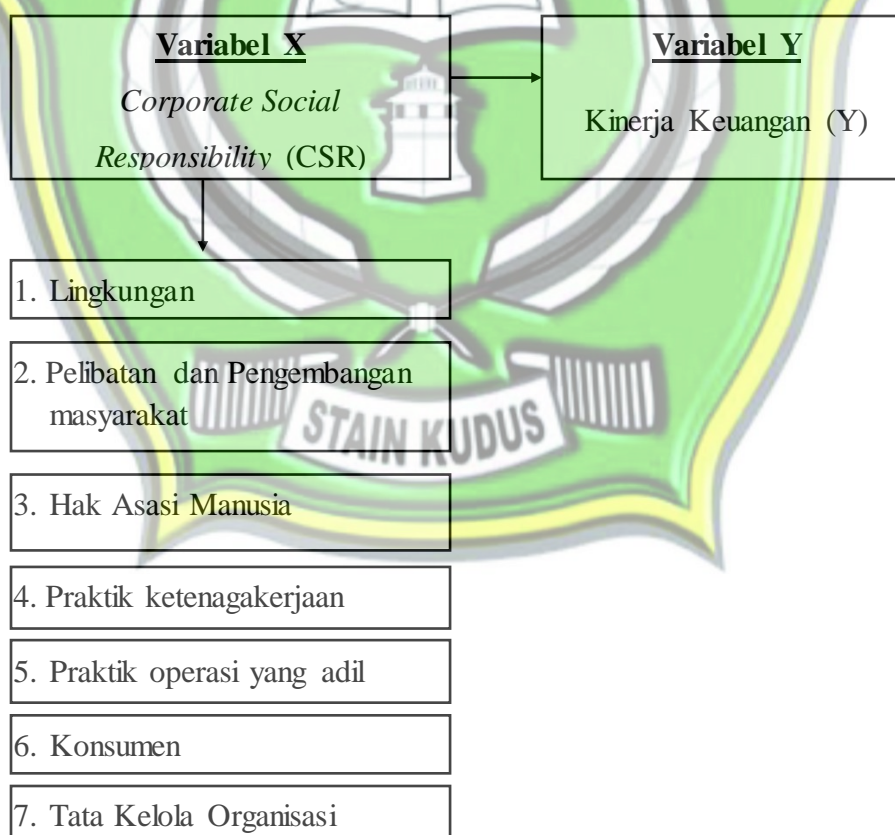 Variabel X
Corporate Social
Responsibility (CSR)
Variabel Y
Kinerja Keuangan (Y)
1. Lingkungan
2. Pelibatan dan Pengembangan
masyarakat
STAIN KUDUS
3. Hak Asasi Manusia
4. Praktik ketenagakerjaan
5. Praktik operasi yang adil
6. Konsumen
7. Tata Kelola Organisasi